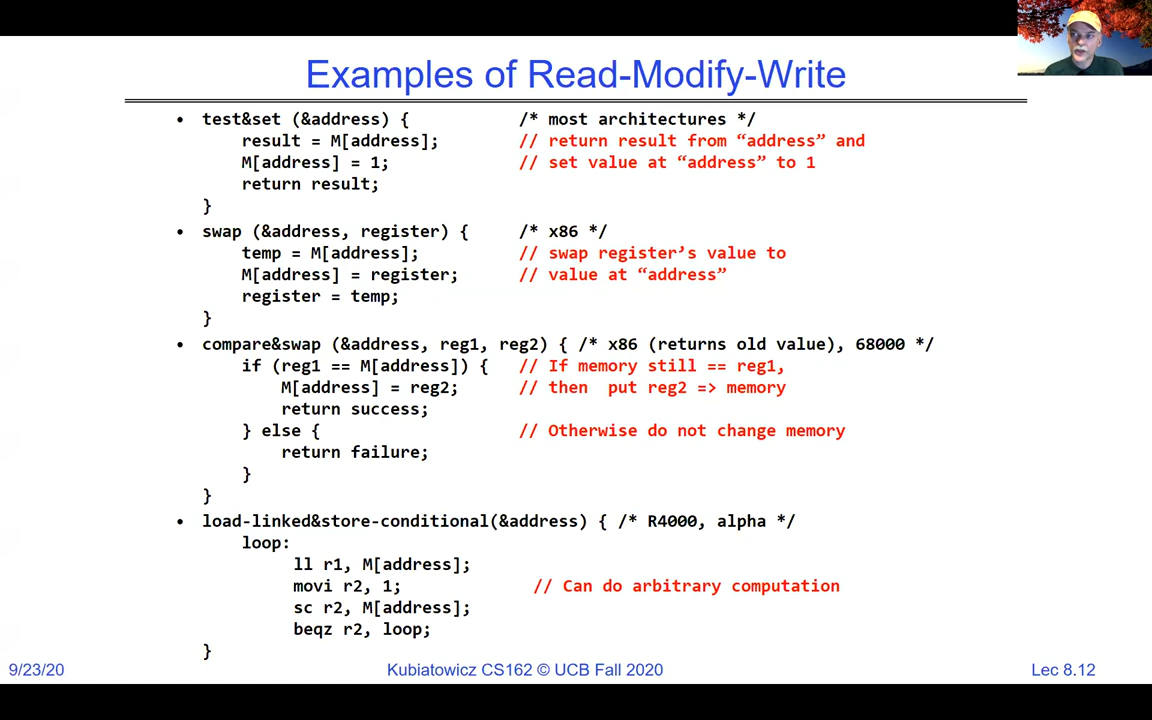 Examples of Read-Modify-Write
• test&set (&address) { /* most architectures */
result = M[address]; // return result from “address” and
M[address] = 1; // set value at “address” to 1
return result;
}
• swap (&address, register) { /* x86 */
temp = M[address]; // swap register’s value to
M[address] = register; // value at “address”
register = temp;
}
• compare&swap (&address, reg1, reg2) { /* x86 (returns old value), 68000 */
if (reg1 == M[address]) { // If memory still == reg1,
M[address] = reg2; // then put reg2 => memory
return success;
} else { // Otherwise do not change memory
return failure;
}
}
• load-linked&store-conditional(&address) { /* R4000, alpha */
loop:
ll r1, M[address];
movi r2, 1; // Can do arbitrary computation
sc r2, M[address];
beqz r2, loop;
}
9/23/20 Kubiatowicz CS162 © UCB Fall 2020 Lec 8.12